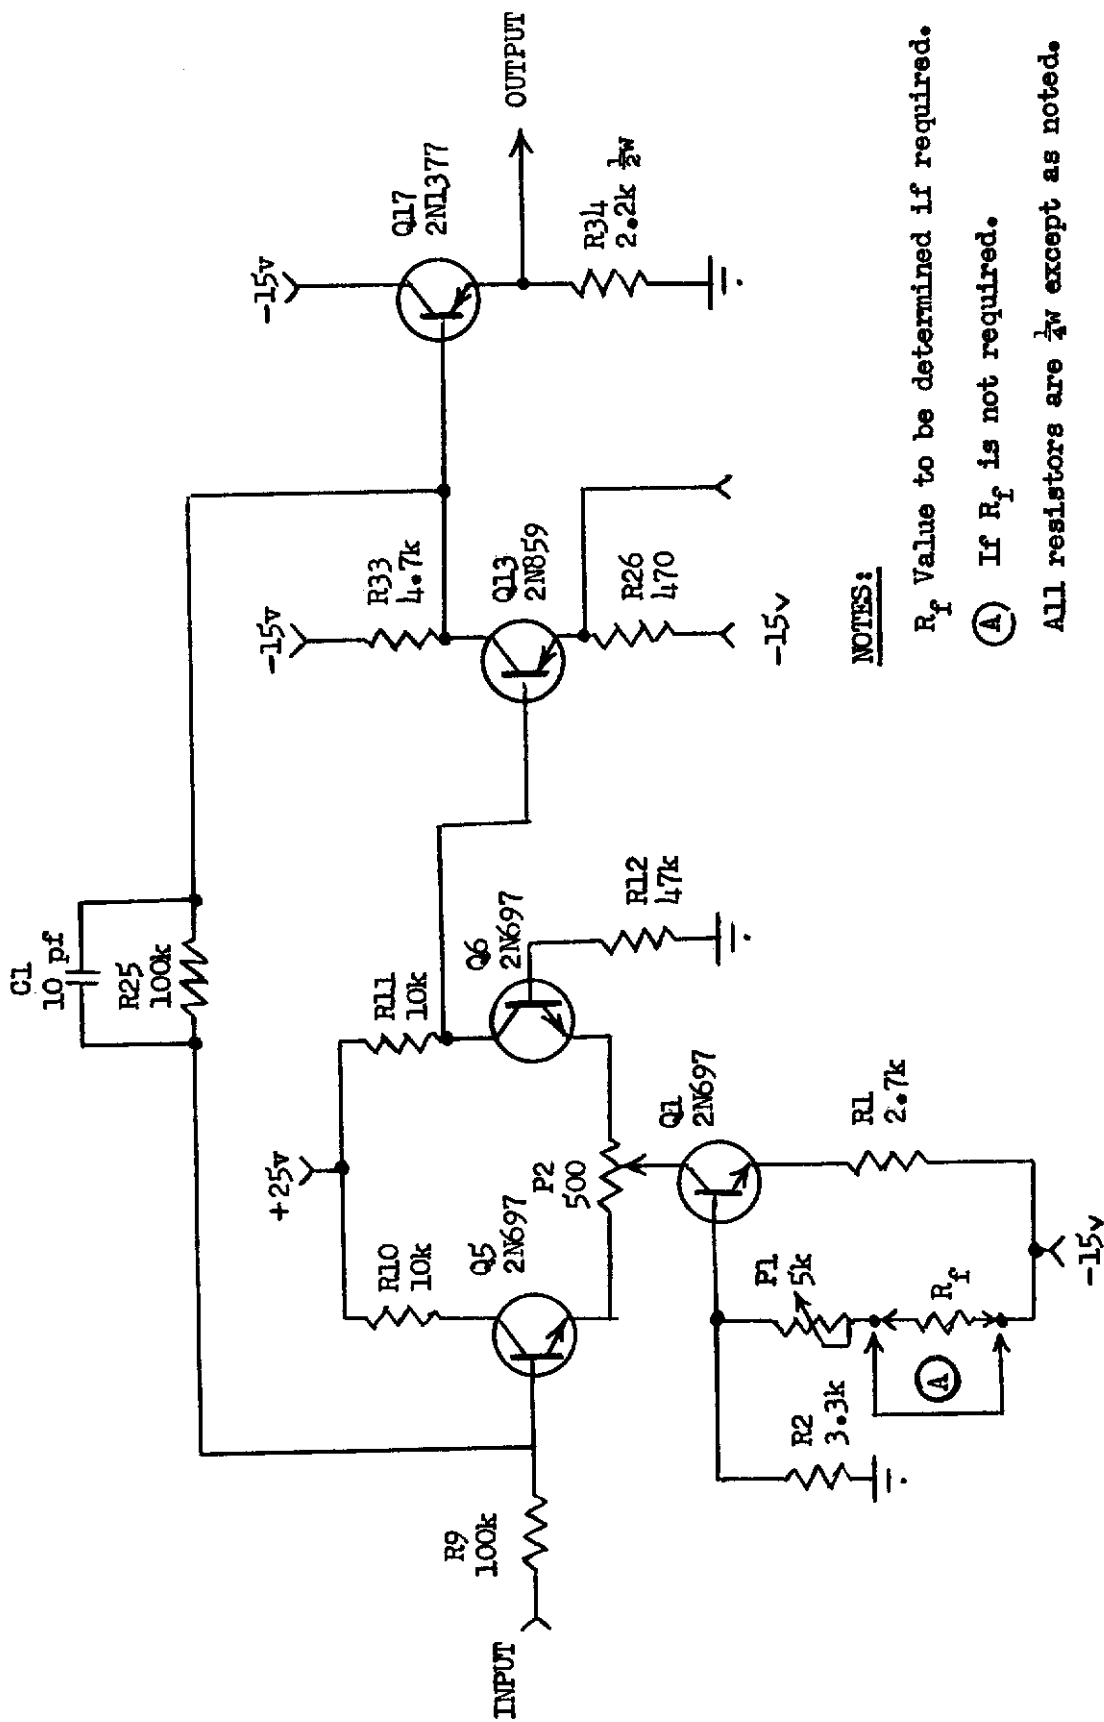 C1
10 pf
R25
100k
+25v
R10
10k
R11
10k
Q5
2N697
Q6
2N697
P2
500
R12
47k
INPUT
R9
100k
R2
3.3k
P1
5k
A
Rf
Q1
2N697
R1
2.7k
-15v
-15v
R33
4.7k
Q13
2N859
R26
470
-15v
-15v
Q17
2N1377
OUTPUT
R34
2.2k ½w
NOTES:
Rf Value to be determined if required.
A If Rf is not required.
All resistors are ¼w except as noted.